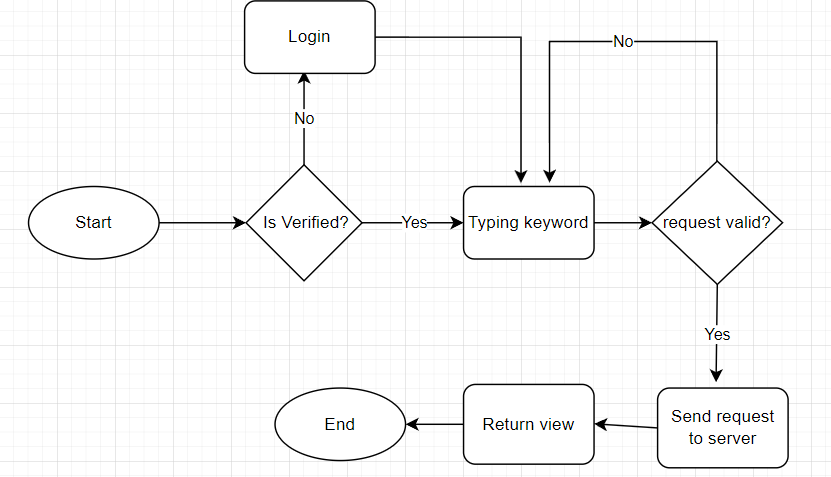 Login
No
No
Start
Is Verified?
Yes
Typing keyword
request valid?
Yes
End
Return view
Send request
to server